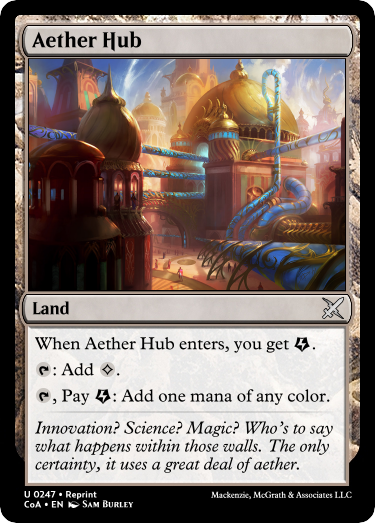 Aether Hub
Land
When Aether Hub enters, you get .
: Add .
, Pay : Add one mana of any color.
Innovation? Science? Magic? Who's to
say what happens within those walls. The only
certainty, it uses a great deal of aether.
U 0247 • Reprint
CoA • EN Sam Burley
Mackenzie, McGrath & Associates LLC